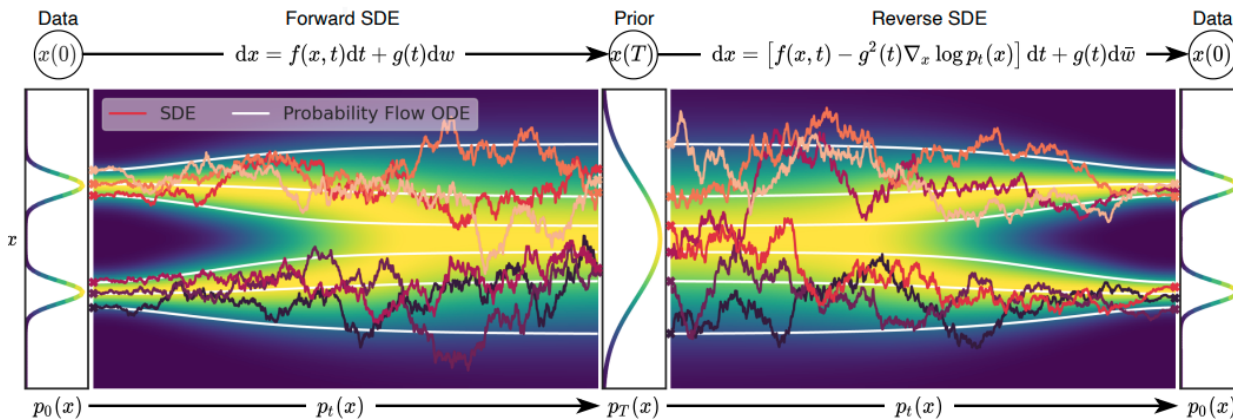 Data Forward SDE Prior Reverse SDE Data
x(0) dx = f(x, t)dt + g(t)dw x(T) dx = [f(x, t) − g²(t)∇ₓ log pₜ(x)] dt + g(t)dw̄ x(0)
SDE Probability Flow ODE
x
p₀(x) pₜ(x) p_T(x) pₜ(x) p₀(x)